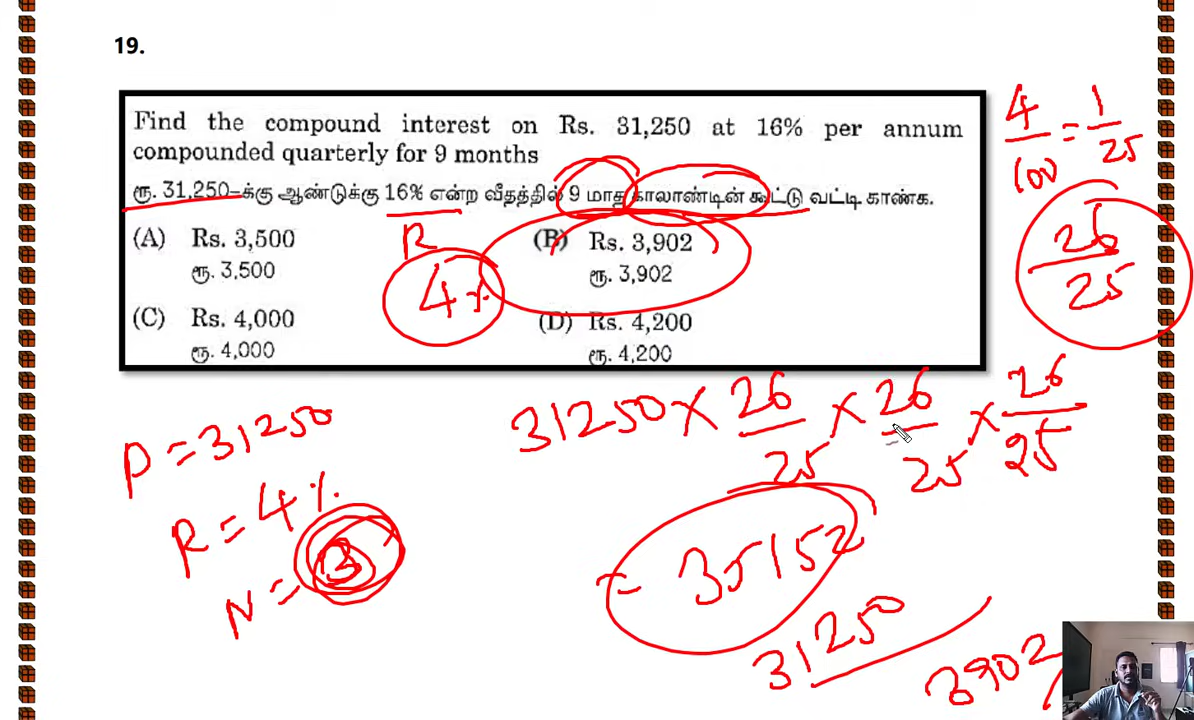 19.
Find the compound interest on Rs. 31,250 at 16% per annum
compounded quarterly for 9 months
ரூ. 31,250-க்கு ஆண்டுக்கு 16% என்ற வீதத்தில் 9 மாத காலாண்டின் கூட்டு வட்டி காண்க.
(A) Rs. 3,500
ரூ. 3,500
(B) Rs. 3,902
ரூ. 3,902
(C) Rs. 4,000
ரூ. 4,000
(D) Rs. 4,200
ரூ. 4,200
R
4%
4/100 = 1/25
26/25
P = 31250
R = 4%
N = 3
31250 × 26/25 × 26/25 × 26/25
= 35152
31250
3902